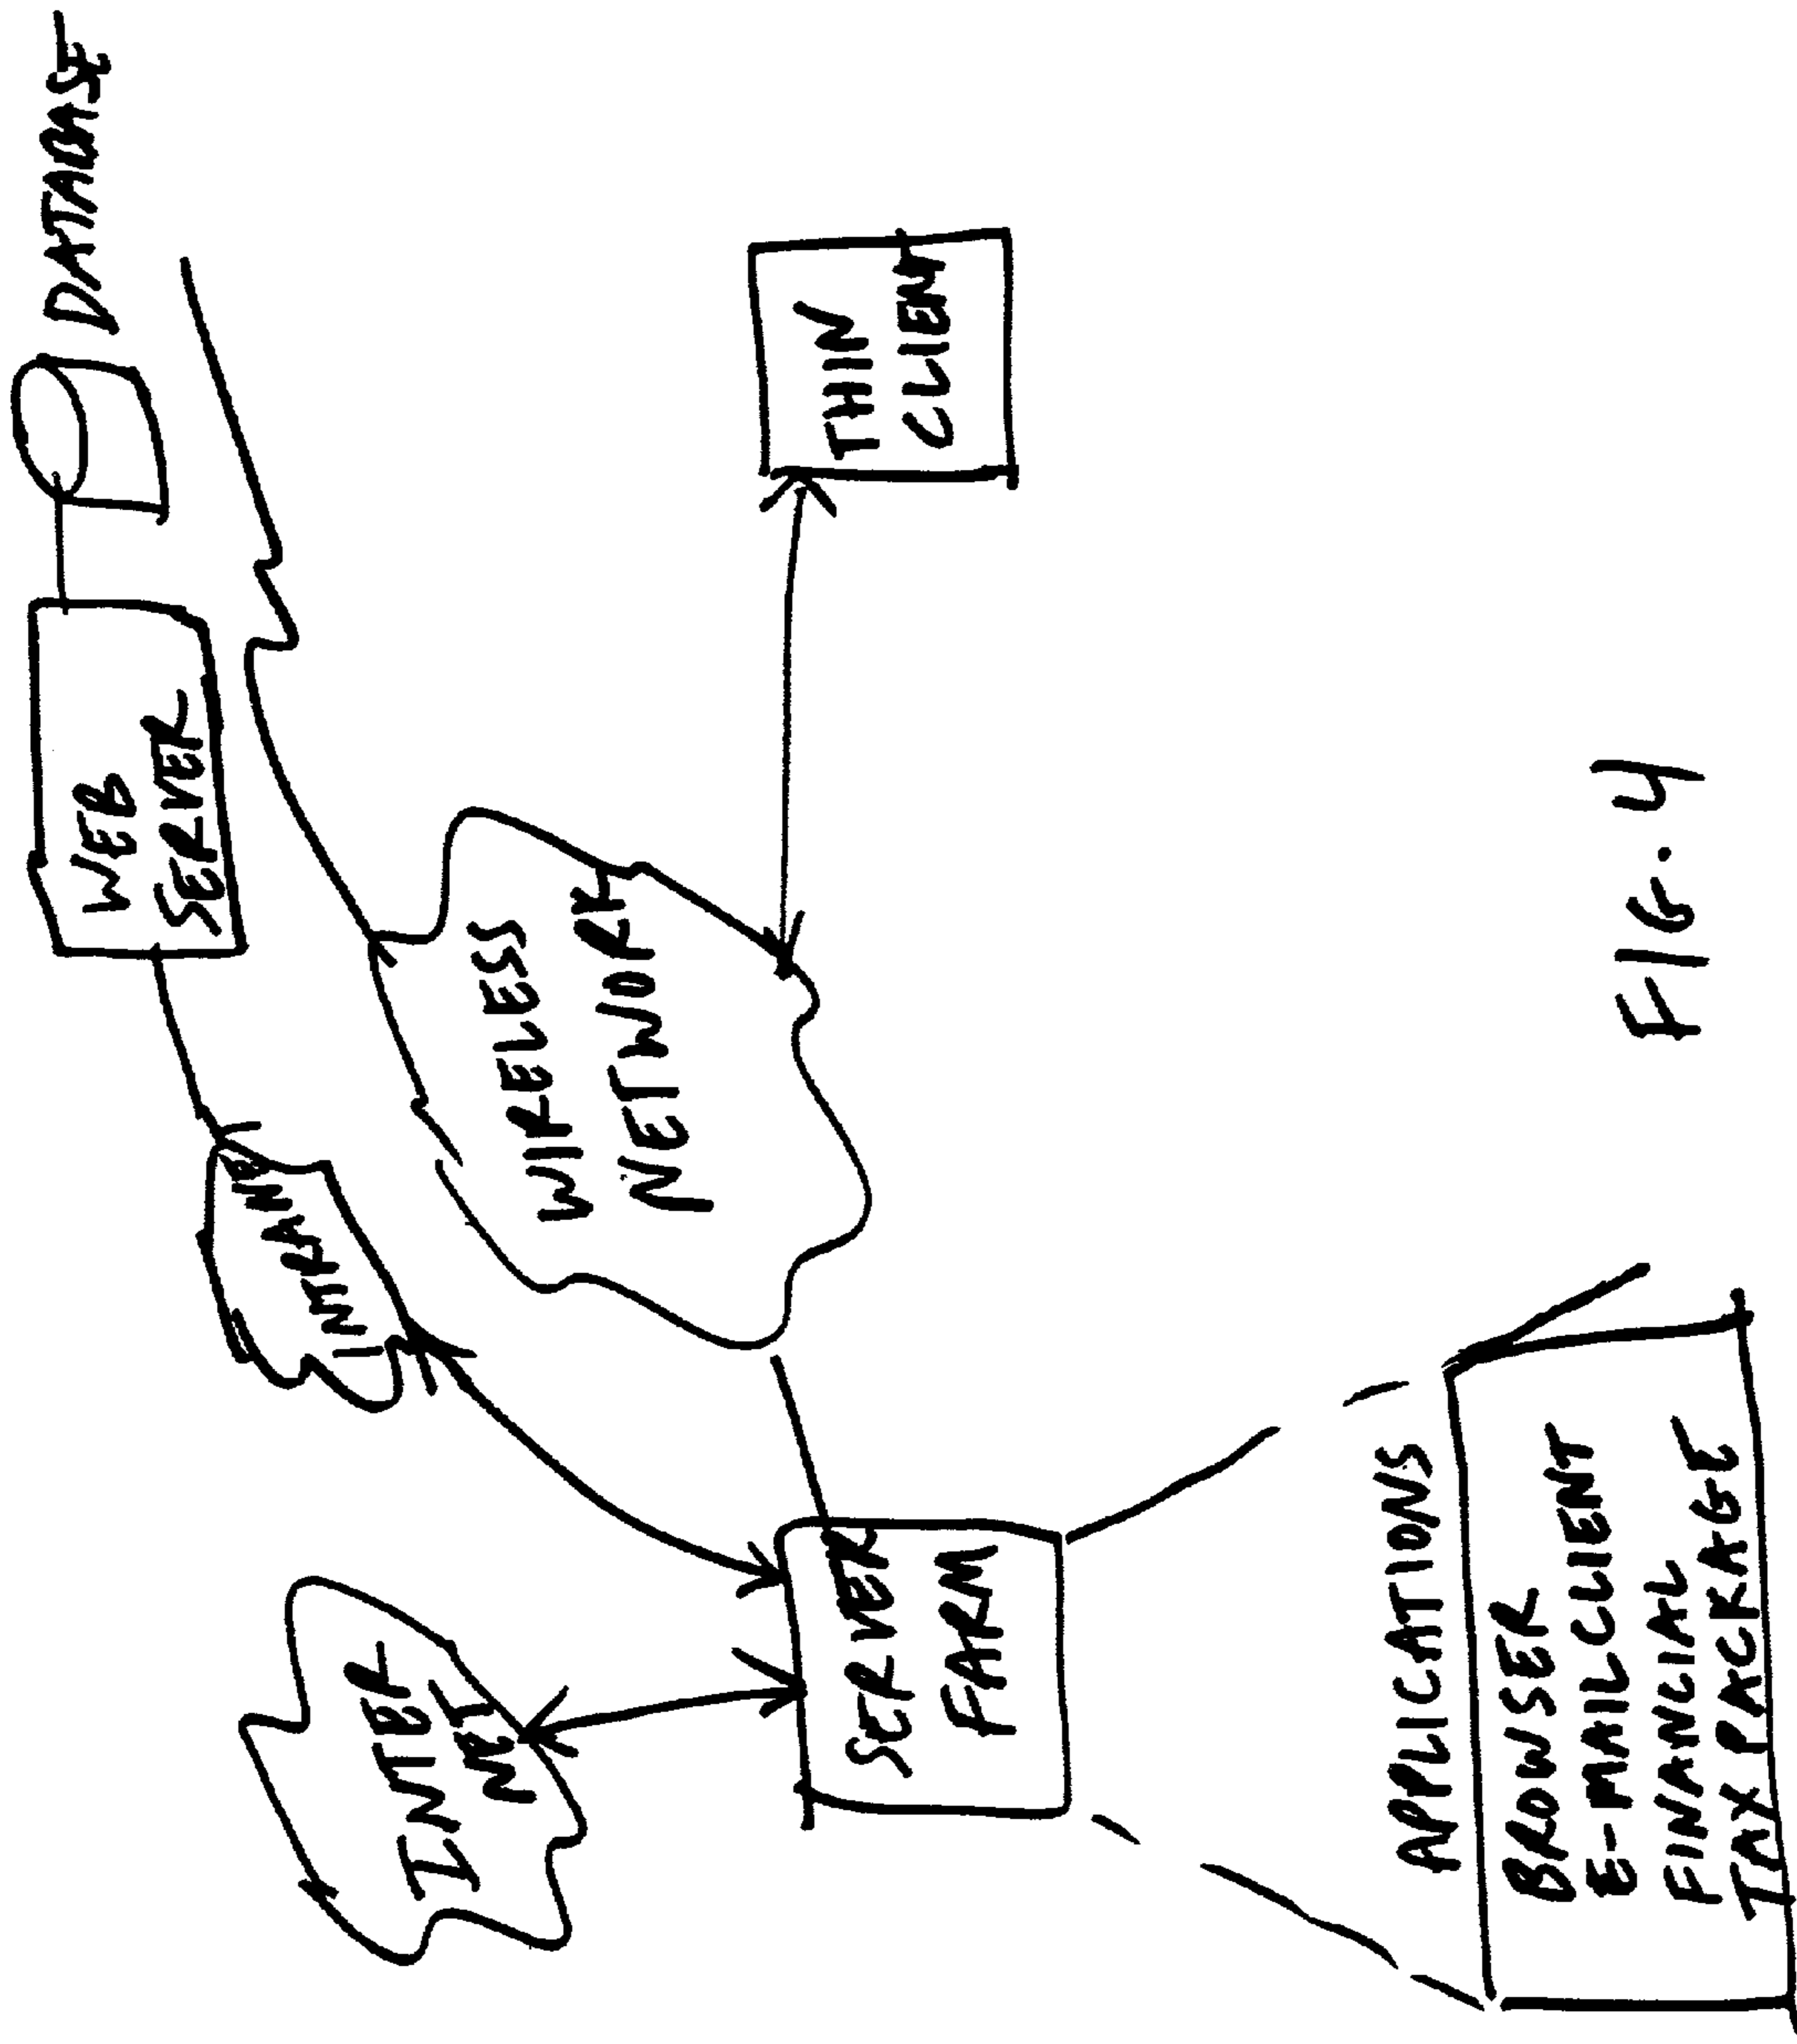 DATABASE
WEB
SERVER
INTRANET
INTER
NET
WIRELESS
NETWORK
SERVER
FARM
THIN
CLIENT
APPLICATIONS
BROWSER
E-MAIL CLIENT
FINANCIAL
TAX PACKAGE
FIG. 4